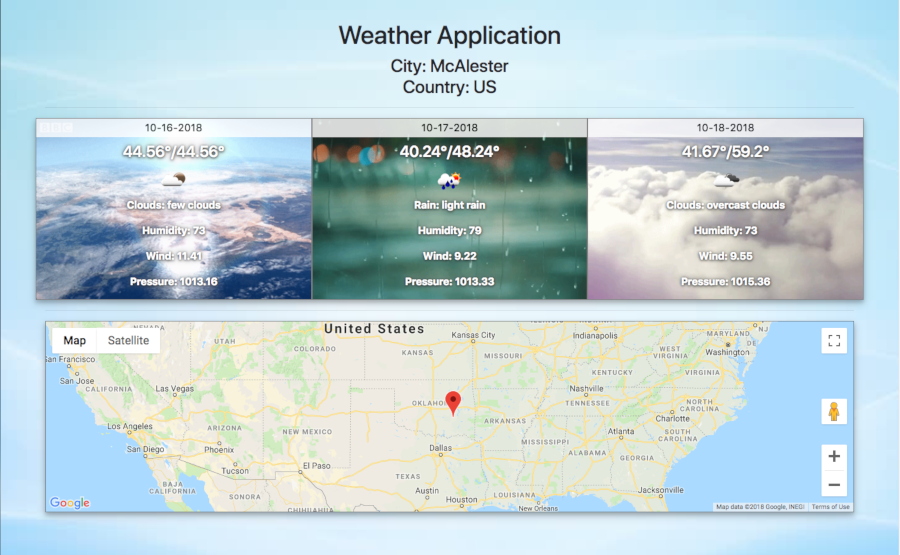 Weather Application
City: McAlester
Country: US
10-16-2018
44.56°/44.56°
Clouds: few clouds
Humidity: 73
Wind: 11.41
Pressure: 1013.16
10-17-2018
40.24°/48.24°
Rain: light rain
Humidity: 79
Wind: 9.22
Pressure: 1013.33
10-18-2018
41.67°/59.2°
Clouds: overcast clouds
Humidity: 73
Wind: 9.55
Pressure: 1015.36
Map
Satellite
United States
NEVADA
UTAH
COLORADO
KANSAS
Kansas City
MISSOURI
Indianapolis
WEST
VIRGINIA
MARYLAND
NJ
DE
Washington
VIRGINIA
KENTUCKY
San Francisco
San Jose
CALIFORNIA
Las Vegas
OKLAHO
Nashville
TENNESSEE
NORTH
CAROLINA
Charlotte
Los Angeles
ARIZONA
NEW MEXICO
ARKANSAS
SOUTH
CAROLINA
Atlanta
San Diego
Phoenix
Dallas
MISSISSIPPI
ALABAMA
GEORGIA
Tucson
El Paso
TEXAS
BAJA
CALIFORNIA
SONORA
CHIHUAHUA
Austin
Houston
LOUISIANA
New Orleans
Jacksonville
Google
Map data ©2018 Google, INEGI
Terms of Use